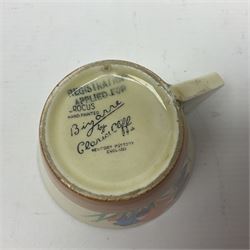 REGISTRATION
APPLIED FOR
CROCUS
HAND PAINTED
Bizarre
by
Clarice Cliff
NEWPORT POTTERY
ENGLAND